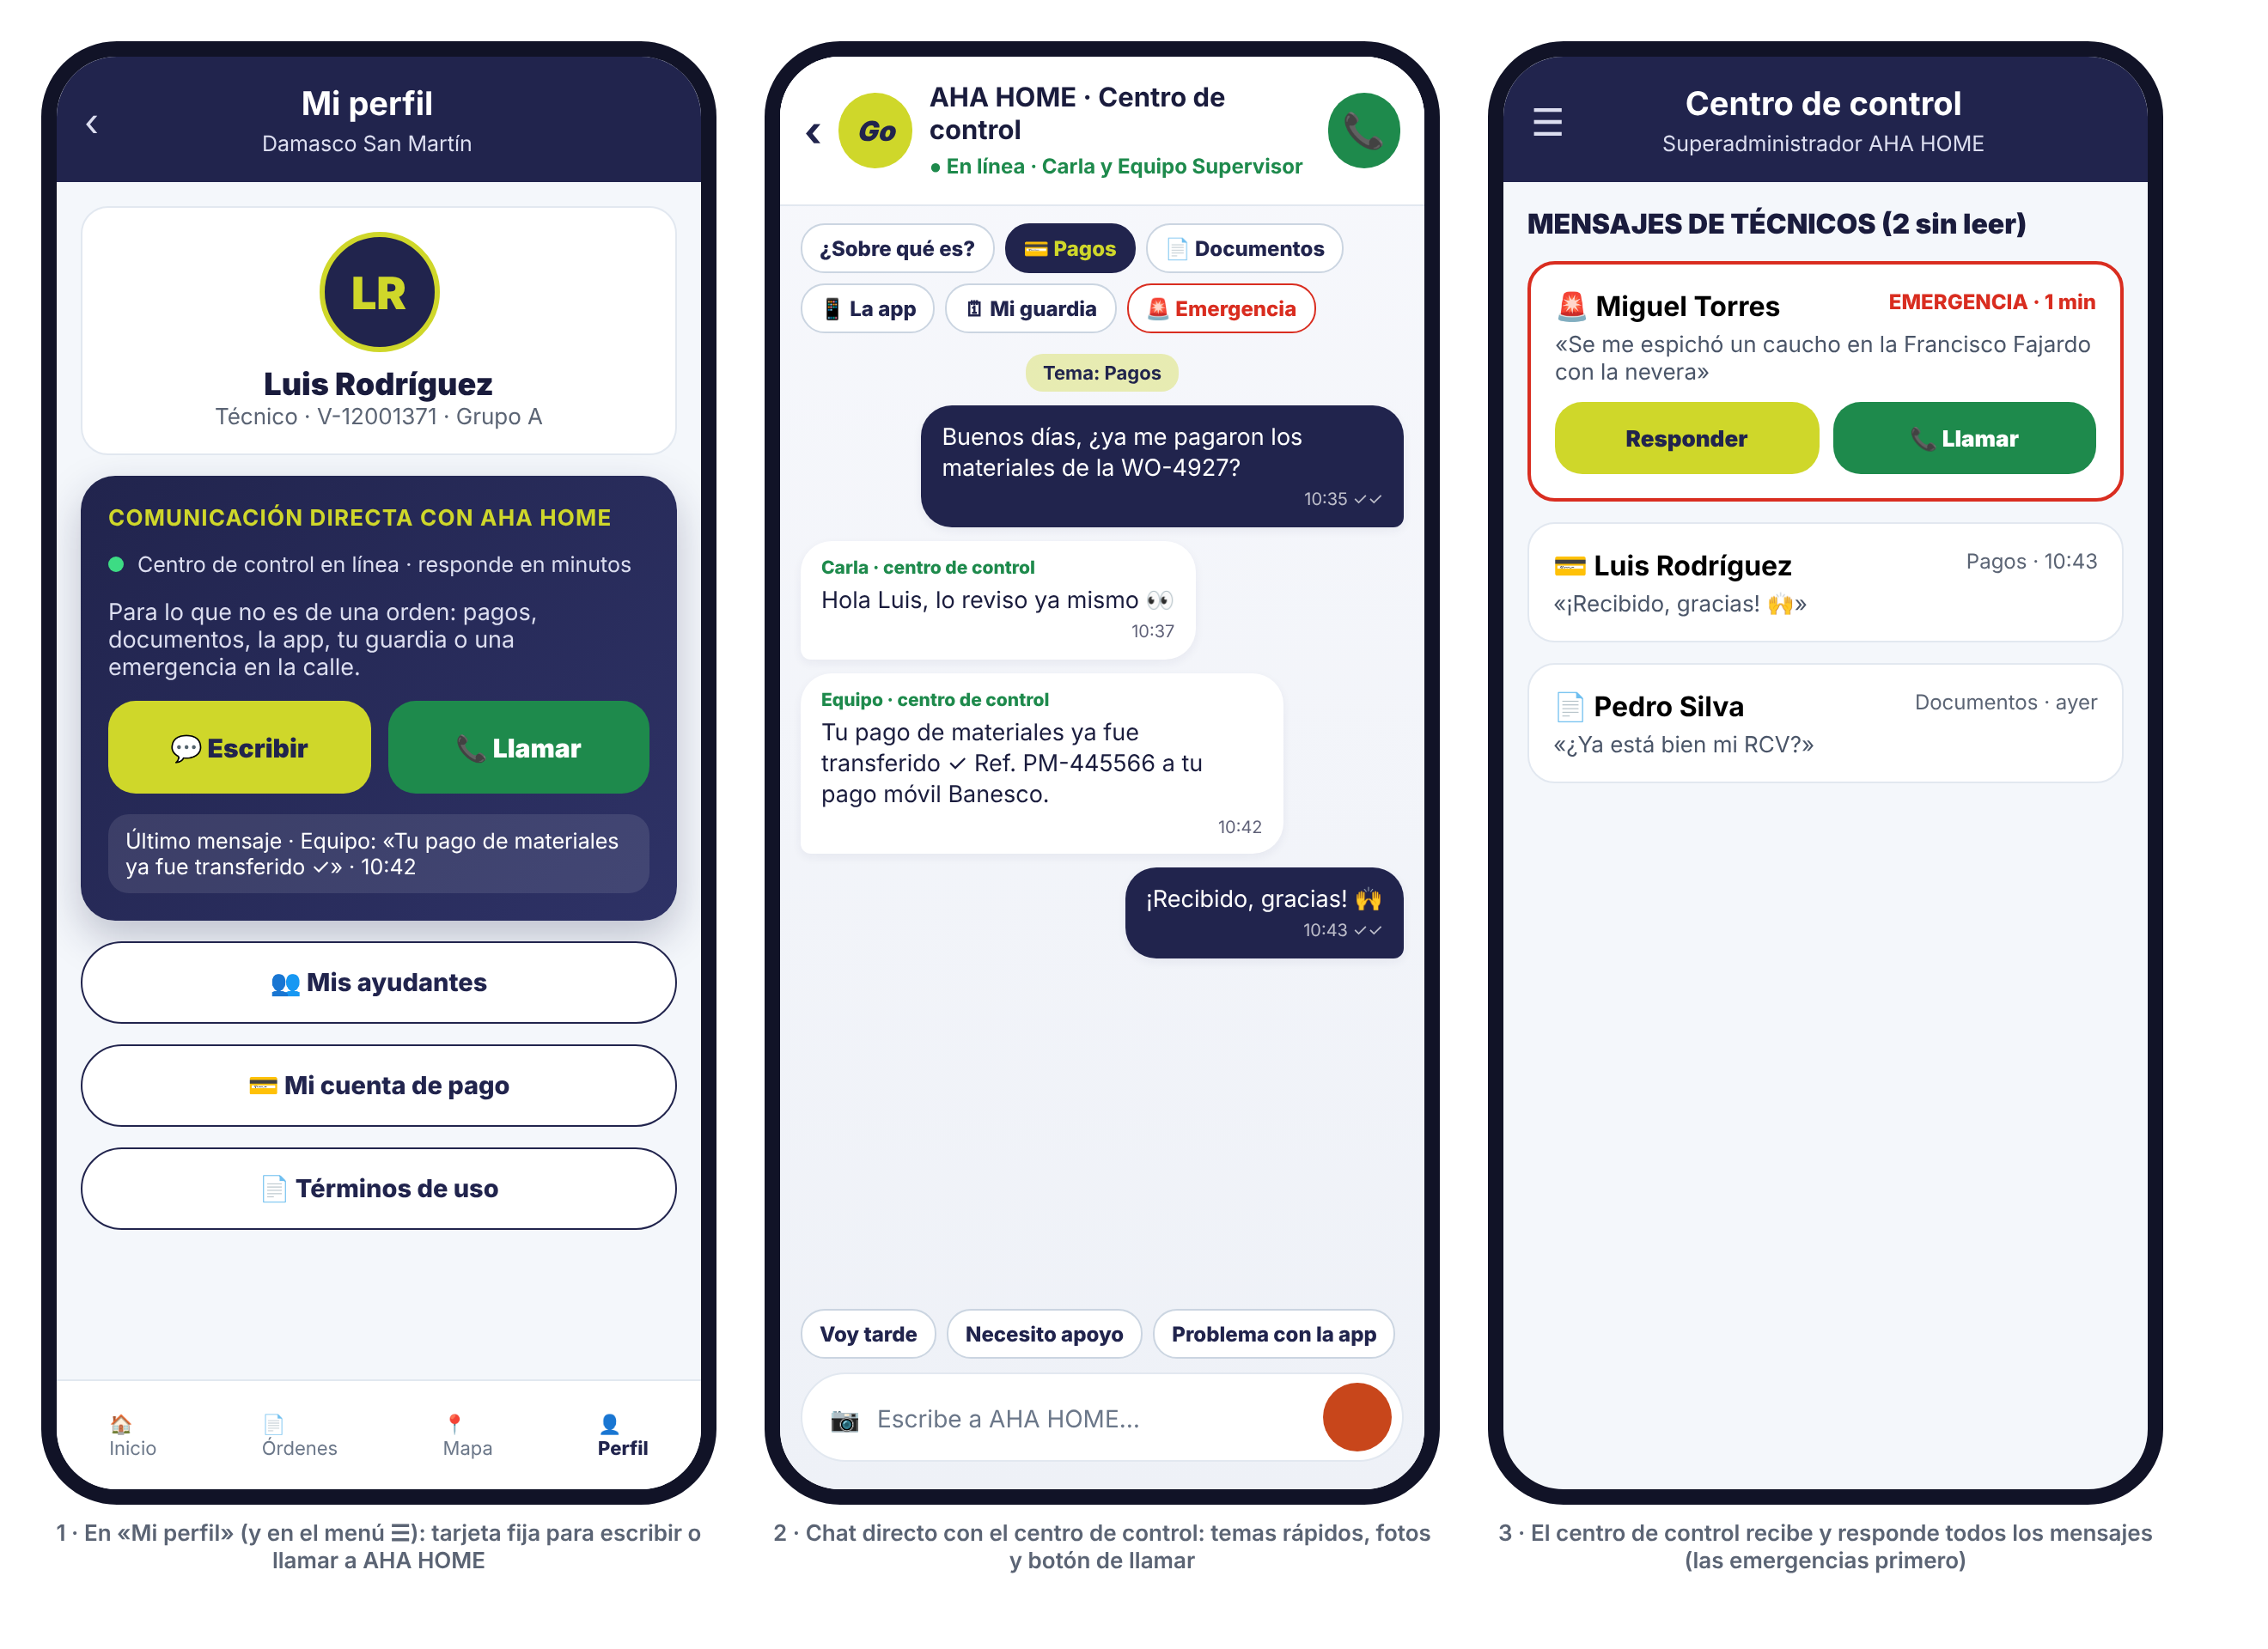 ‹
Mi perfil
Damasco San Martín
LR
Luis Rodríguez
Técnico · V-12001371 · Grupo A
COMUNICACIÓN DIRECTA CON AHA HOME
Centro de control en línea · responde en minutos
Para lo que no es de una orden: pagos,
documentos, la app, tu guardia o una
emergencia en la calle.
💬 Escribir
📞 Llamar
Último mensaje · Equipo: «Tu pago de materiales
ya fue transferido ✓» · 10:42
👥 Mis ayudantes
💳 Mi cuenta de pago
📄 Términos de uso
🏠 Inicio
📄 Órdenes
📍 Mapa
👤 Perfil
1 · En «Mi perfil» (y en el menú ☰): tarjeta fija para escribir o
llamar a AHA HOME
‹
Go
AHA HOME · Centro de
control
● En línea · Carla y Equipo Supervisor
📞
¿Sobre qué es?
💳 Pagos
📄 Documentos
📱 La app
🗓 Mi guardia
🚨 Emergencia
Tema: Pagos
Buenos días, ¿ya me pagaron los
materiales de la WO-4927?
10:35 ✓✓
Carla · centro de control
Hola Luis, lo reviso ya mismo 👀
10:37
Equipo · centro de control
Tu pago de materiales ya fue
transferido ✓ Ref. PM-445566 a tu
pago móvil Banesco.
10:42
¡Recibido, gracias! 🙌
10:43 ✓✓
Voy tarde
Necesito apoyo
Problema con la app
📷 Escribe a AHA HOME...
2 · Chat directo con el centro de control: temas rápidos, fotos
y botón de llamar
☰
Centro de control
Superadministrador AHA HOME
MENSAJES DE TÉCNICOS (2 sin leer)
🚨 Miguel Torres
EMERGENCIA · 1 min
«Se me espichó un caucho en la Francisco Fajardo
con la nevera»
Responder
📞 Llamar
💳 Luis Rodríguez
Pagos · 10:43
«¡Recibido, gracias! 🙌»
📄 Pedro Silva
Documentos · ayer
«¿Ya está bien mi RCV?»
3 · El centro de control recibe y responde todos los mensajes
(las emergencias primero)